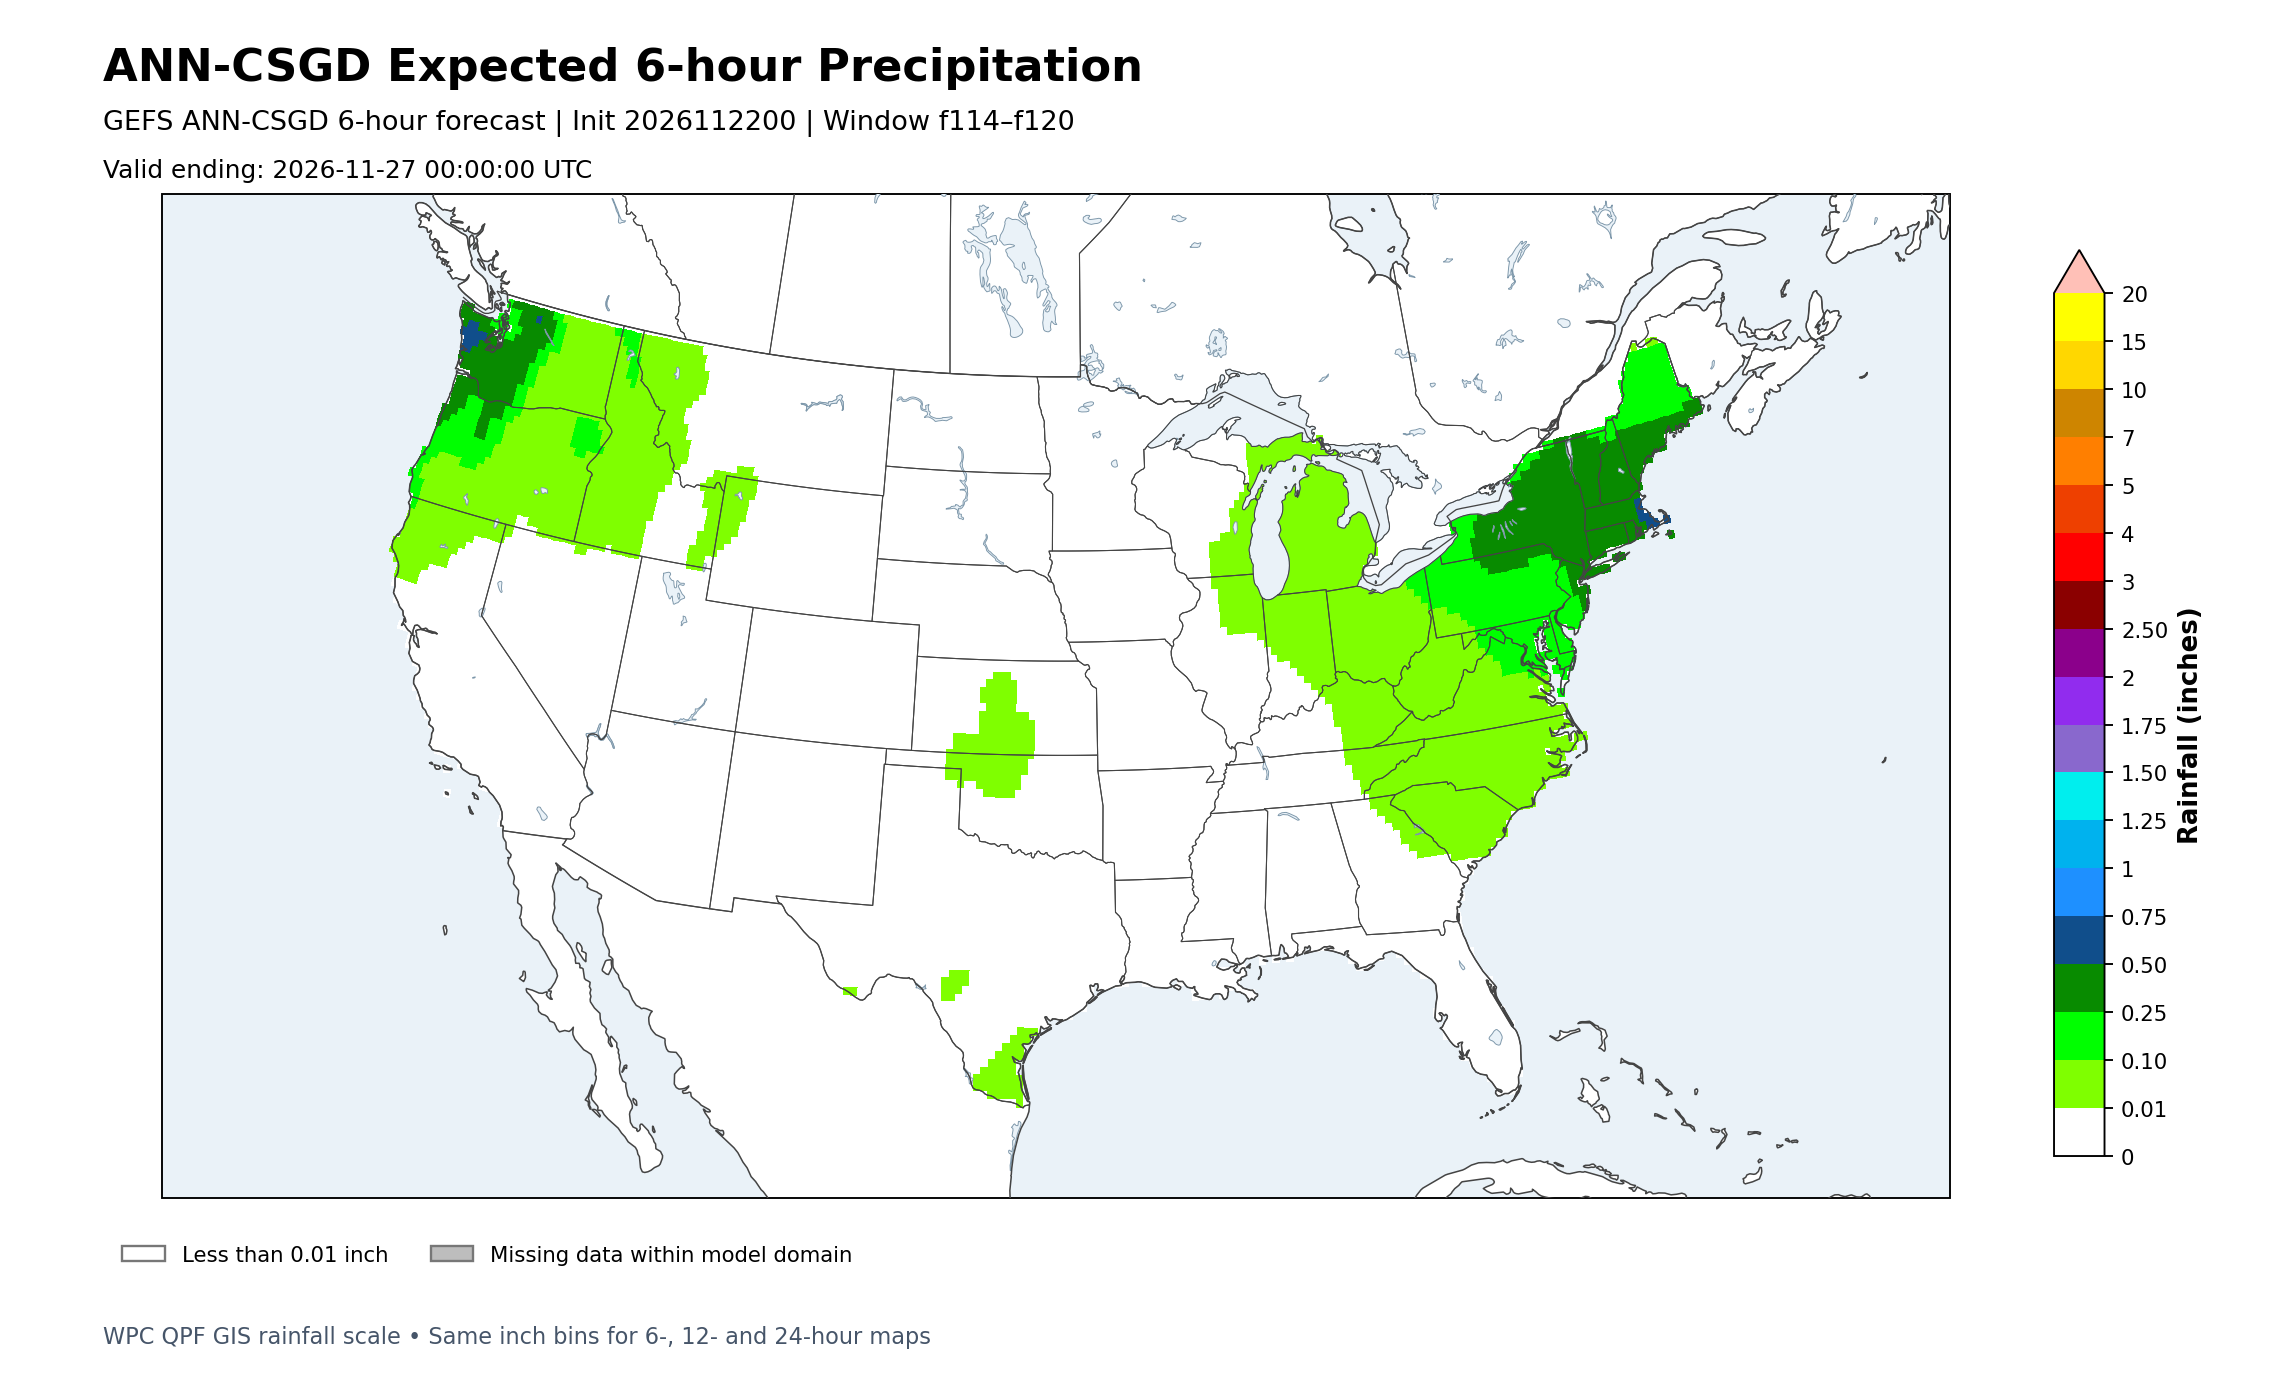 ANN-CSGD Expected 6-hour Precipitation
GEFS ANN-CSGD 6-hour forecast | Init 2026112200 | Window f114–f120
Valid ending: 2026-11-27 00:00:00 UTC
20
15
10
7
5
4
3
2.50
2
1.75
1.50
1.25
1
0.75
0.50
0.25
0.10
0.01
0
Rainfall (inches)
Less than 0.01 inch
Missing data within model domain
WPC QPF GIS rainfall scale • Same inch bins for 6-, 12- and 24-hour maps